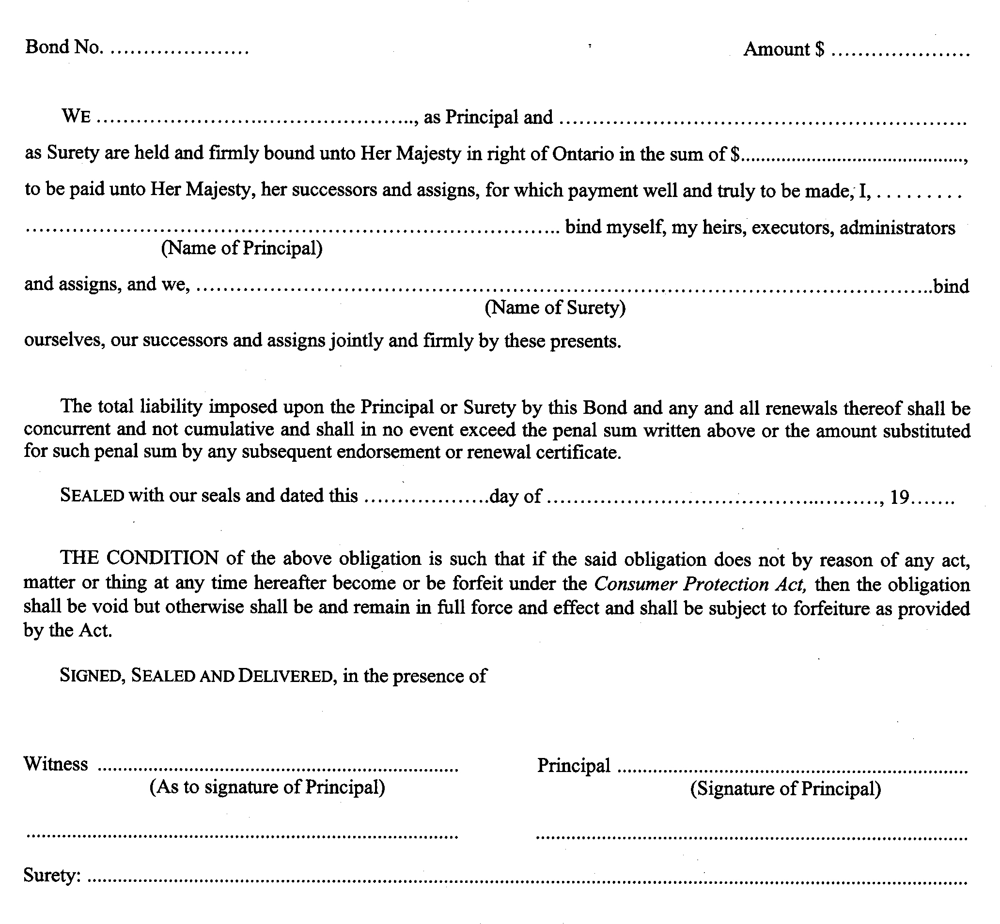 Bond No. ..................... Amount $ .....................
WE ................................................, as Principal and .............................................................
as Surety are held and firmly bound unto Her Majesty in right of Ontario in the sum of $..........................................,
to be paid unto Her Majesty, her successors and assigns, for which payment well and truly to be made, I, .........
................................................................................ bind myself, my heirs, executors, administrators
(Name of Principal)
and assigns, and we, ..............................................................................................................bind
(Name of Surety)
ourselves, our successors and assigns jointly and firmly by these presents.
The total liability imposed upon the Principal or Surety by this Bond and any and all renewals thereof shall be
concurrent and not cumulative and shall in no event exceed the penal sum written above or the amount substituted
for such penal sum by any subsequent endorsement or renewal certificate.
SEALED with our seals and dated this ...................day of .................................................., 19.......
THE CONDITION of the above obligation is such that if the said obligation does not by reason of any act,
matter or thing at any time hereafter become or be forfeit under the Consumer Protection Act, then the obligation
shall be void but otherwise shall be and remain in full force and effect and shall be subject to forfeiture as provided
by the Act.
SIGNED, SEALED AND DELIVERED, in the presence of
Witness ...................................................................... Principal ....................................................................
(As to signature of Principal) (Signature of Principal)
.................................................................................... ....................................................................................
Surety: ............................................................................................................................................................................